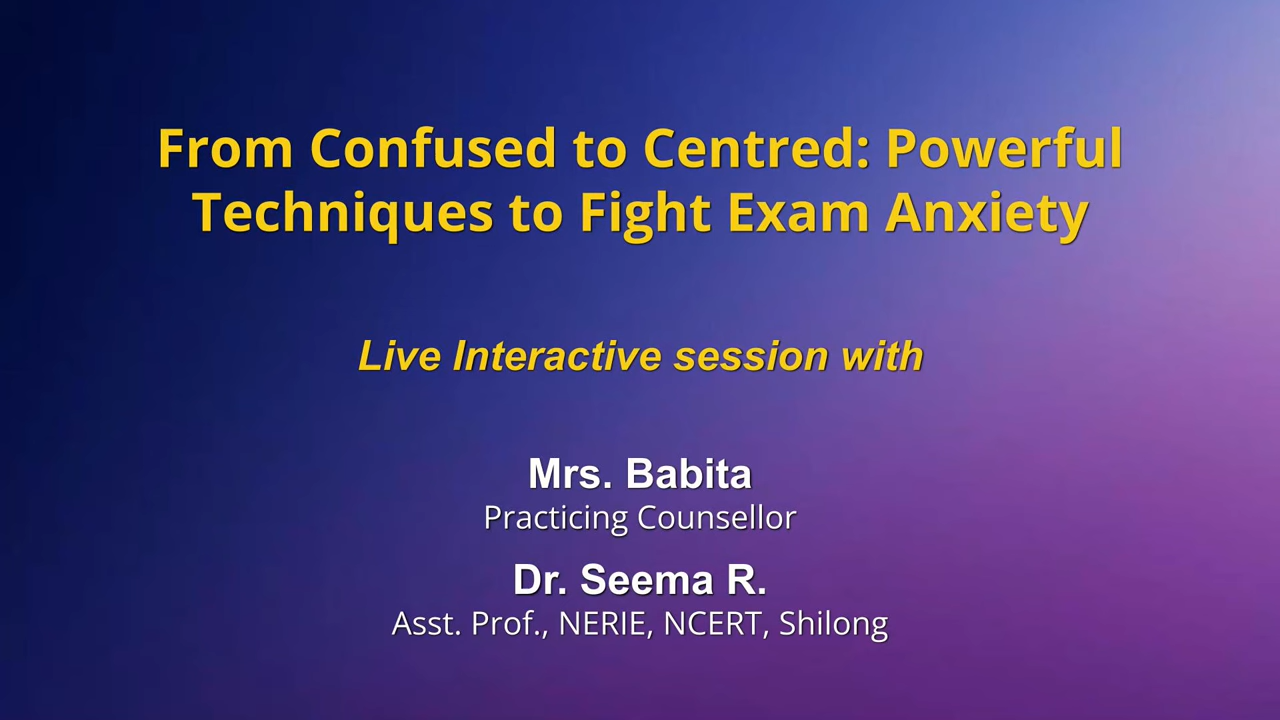 From Confused to Centred: Powerful
Techniques to Fight Exam Anxiety
Live Interactive session with
Mrs. Babita
Practicing Counsellor
Dr. Seema R.
Asst. Prof., NERIE, NCERT, Shilong